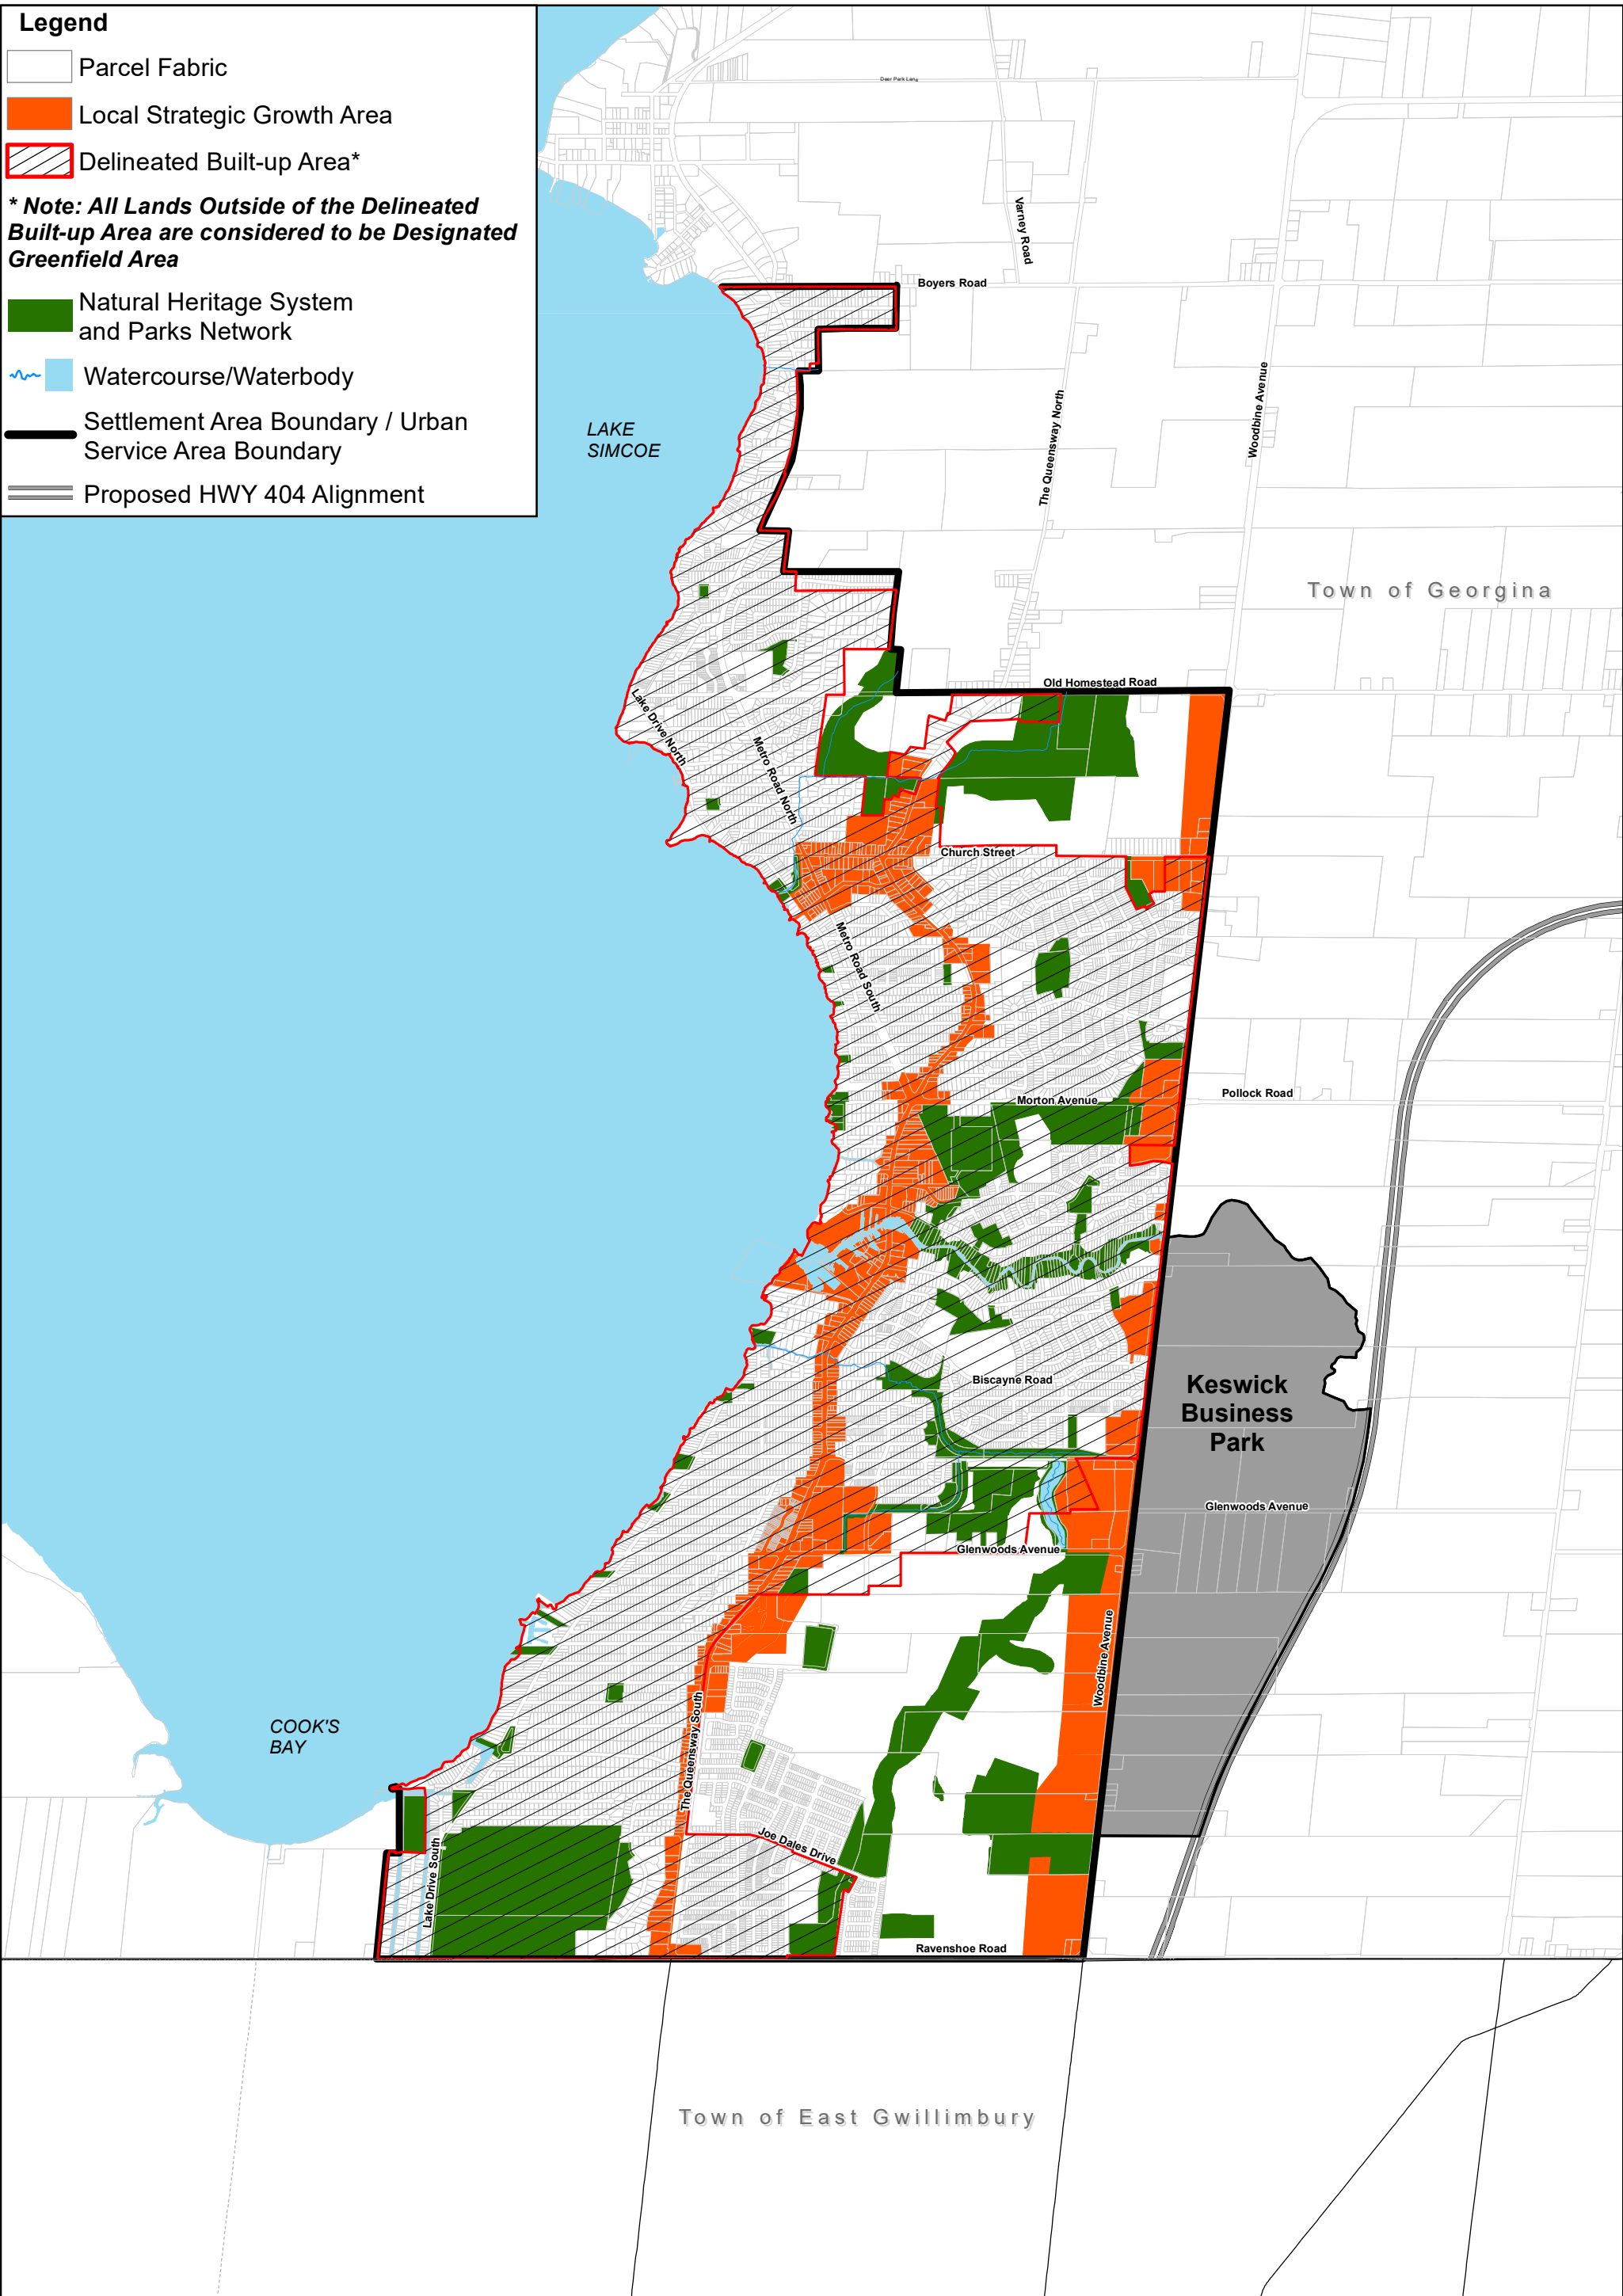 Legend
Parcel Fabric
Local Strategic Growth Area
Delineated Built-up Area*
* Note: All Lands Outside of the Delineated
Built-up Area are considered to be Designated
Greenfield Area
Natural Heritage System
and Parks Network
Watercourse/Waterbody
Settlement Area Boundary / Urban
Service Area Boundary
Proposed HWY 404 Alignment
Deer Park Lane
Varney Road
Boyers Road
Woodbine Avenue
The Queensway North
LAKE
SIMCOE
Town of Georgina
Old Homestead Road
Lake Drive North
Metro Road North
Church Street
Metro Road South
Pollock Road
Morton Avenue
Biscayne Road
Keswick
Business
Park
Glenwoods Avenue
Glenwoods Avenue
Woodbine Avenue
The Queensway South
COOK'S
BAY
Joe Dales Drive
Lake Drive South
Ravenshoe Road
Town of East Gwillimbury